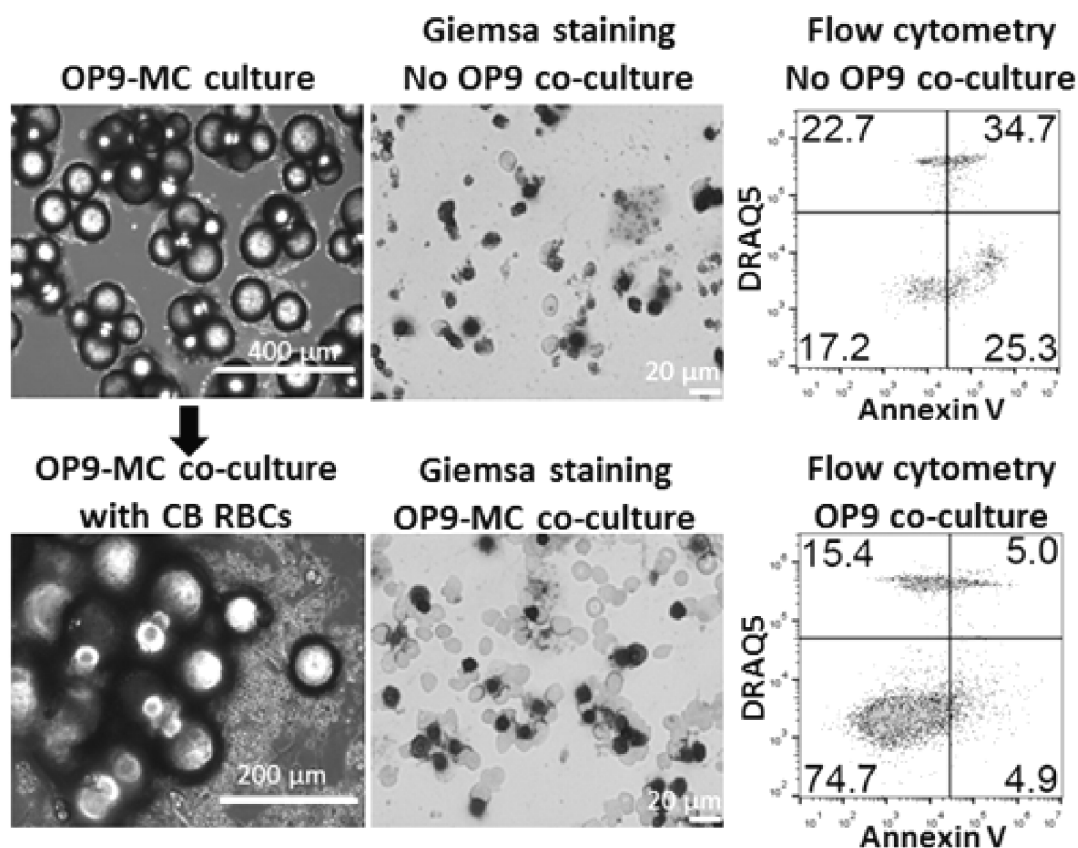 OP9-MC culture
400 µm
Giemsa staining
No OP9 co-culture
20 µm
Flow cytometry
No OP9 co-culture
22.7
34.7
17.2
25.3
DRAQ5
Annexin V
OP9-MC co-culture
with CB RBCs
200 µm
Giemsa staining
OP9-MC co-culture
20 µm
Flow cytometry
OP9 co-culture
15.4
5.0
74.7
4.9
DRAQ5
Annexin V